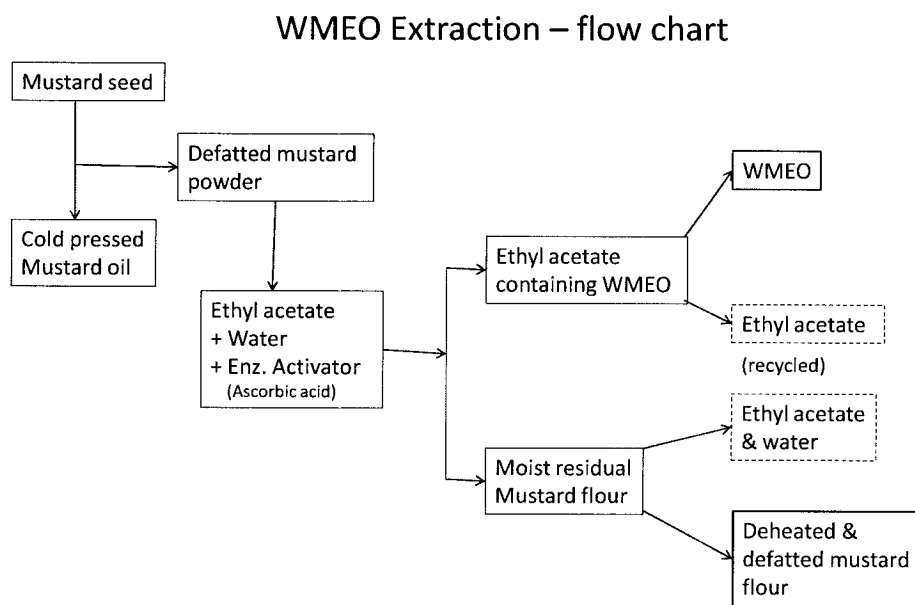 WMEO Extraction – flow chart
Mustard seed
Defatted mustard
powder
Cold pressed
Mustard oil
Ethyl acetate
+ Water
+ Enz. Activator
(Ascorbic acid)
Ethyl acetate
containing WMEO
WMEO
Ethyl acetate
(recycled)
Moist residual
Mustard flour
Ethyl acetate
& water
Deheated &
defatted mustard
flour